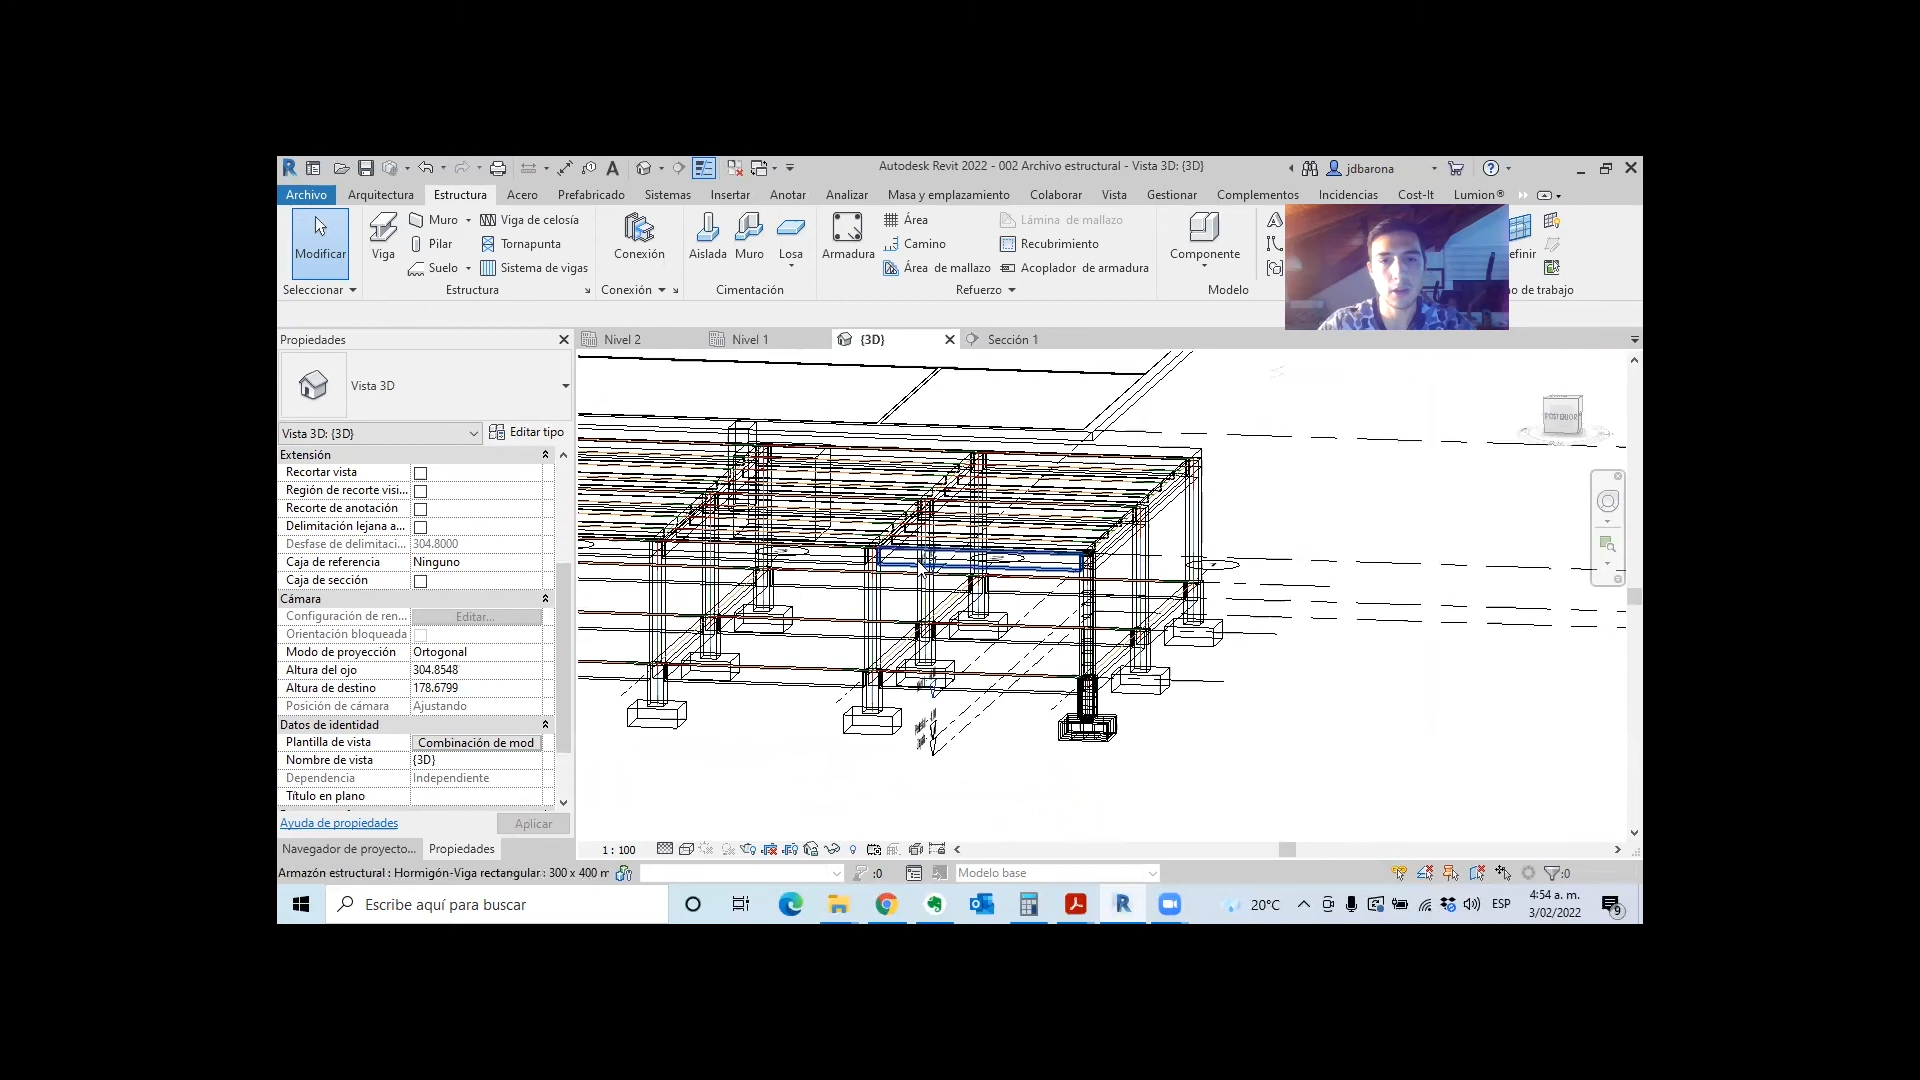 Autodesk Revit 2022 - 002 Archivo estructural - Vista 3D: {3D}
jdbarona
Archivo Arquitectura Estructura Acero Prefabricado Sistemas Insertar Anotar Analizar Masa y emplazamiento Colaborar Vista Gestionar Complementos Incidencias Cost-It Lumion®
Modificar
Viga
Muro
Pilar
Suelo
Viga de celosía
Tornapunta
Sistema de vigas
Conexión
Aislada
Muro
Losa
Armadura
Área
Camino
Área de mallazo
Lámina de mallazo
Recubrimiento
Acoplador de armadura
Componente
efinir
Seleccionar
Estructura
Conexión
Cimentación
Refuerzo
Modelo
no de trabajo
Propiedades
Nivel 2
Nivel 1
{3D}
Sección 1
Vista 3D
Vista 3D: {3D}
Editar tipo
Extensión
Recortar vista
Región de recorte visi...
Recorte de anotación
Delimitación lejana a...
Desfase de delimitaci... 304.8000
Caja de referencia Ninguno
Caja de sección
Cámara
Configuración de ren... Editar...
Orientación bloqueada
Modo de proyección Ortogonal
Altura del ojo 304.8548
Altura de destino 178.6799
Posición de cámara Ajustando
Datos de identidad
Plantilla de vista Combinación de mod
Nombre de vista {3D}
Dependencia Independiente
Título en plano
Ayuda de propiedades
Aplicar
Navegador de proyecto... Propiedades
POSTERIOR
1 : 100
Armazón estructural : Hormigón-Viga rectangular : 300 x 400 m
:0
Modelo base
:0
Escribe aquí para buscar
20°C
ESP
4:54 a. m.
3/02/2022
9